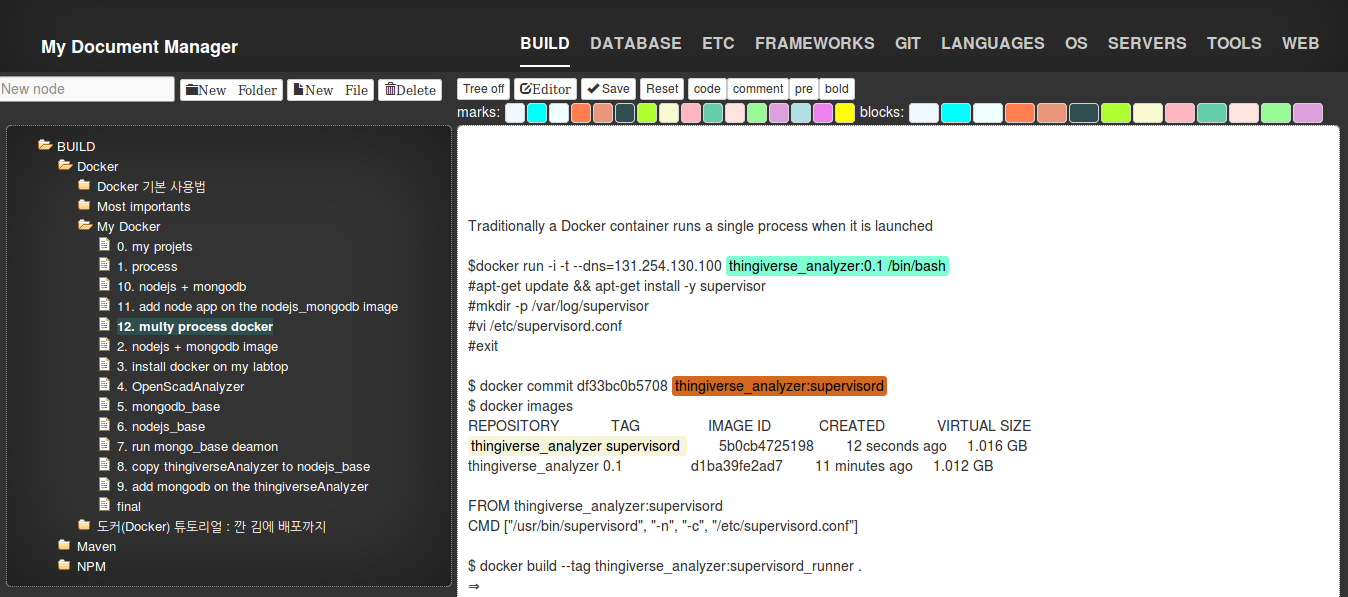 My Document Manager
BUILD DATABASE ETC FRAMEWORKS GIT LANGUAGES OS SERVERS TOOLS WEB
New node
New Folder
New File
Delete
Tree off
Editor
Save
Reset
code
comment
pre
bold
marks:
blocks:
BUILD
Docker
Docker 기본 사용법
Most importants
My Docker
0. my projets
1. process
10. nodejs + mongodb
11. add node app on the nodejs_mongodb image
12. multy process docker
2. nodejs + mongodb image
3. install docker on my labtop
4. OpenScadAnalyzer
5. mongodb_base
6. nodejs_base
7. run mongo_base deamon
8. copy thingiverseAnalyzer to nodejs_base
9. add mongodb on the thingiverseAnalyzer
final
도커(Docker) 튜토리얼 : 깐 김에 배포까지
Maven
NPM
Traditionally a Docker container runs a single process when it is launched
$docker run -i -t --dns=131.254.130.100 thingiverse_analyzer:0.1 /bin/bash
#apt-get update && apt-get install -y supervisor
#mkdir -p /var/log/supervisor
#vi /etc/supervisord.conf
#exit
$ docker commit df33bc0b5708 thingiverse_analyzer:supervisord
$ docker images
REPOSITORY TAG IMAGE ID CREATED VIRTUAL SIZE
thingiverse_analyzer supervisord 5b0cb4725198 12 seconds ago 1.016 GB
thingiverse_analyzer 0.1 d1ba39fe2ad7 11 minutes ago 1.012 GB
FROM thingiverse_analyzer:supervisord
CMD ["/usr/bin/supervisord", "-n", "-c", "/etc/supervisord.conf"]
$ docker build --tag thingiverse_analyzer:supervisord_runner .
⇒